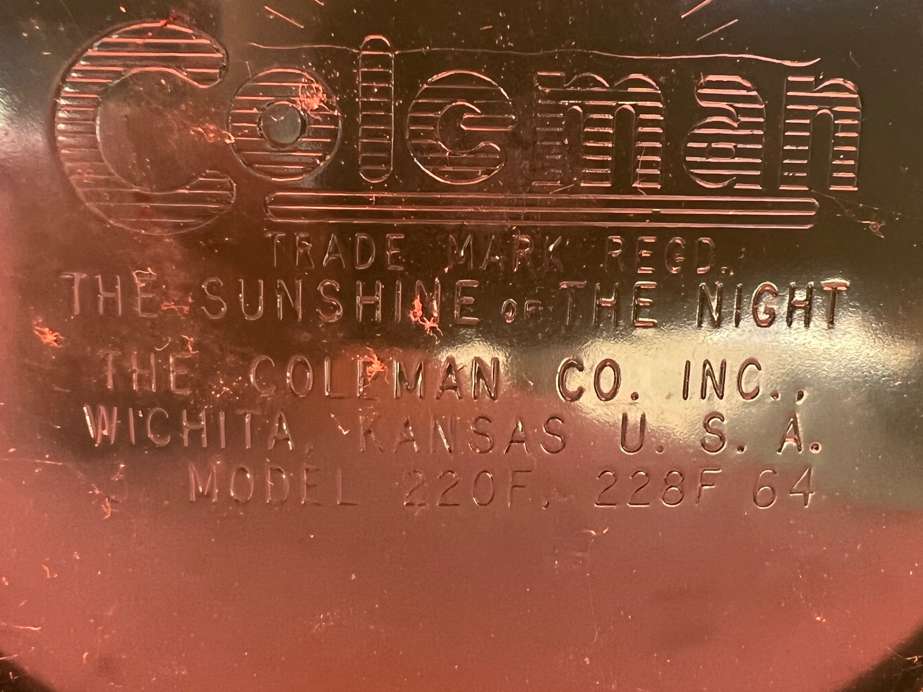 Coleman
TRADE MARK REGD.
THE SUNSHINE OF THE NIGHT
THE COLEMAN CO. INC.,
WICHITA, KANSAS U. S. A.
MODEL 220F, 228F 64